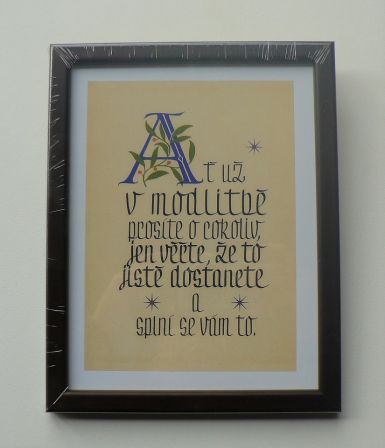 Ať už
v modlitbě
prosíte o cokoliv,
jen věřte, že to
jistě dostanete
a
splní se vám to.